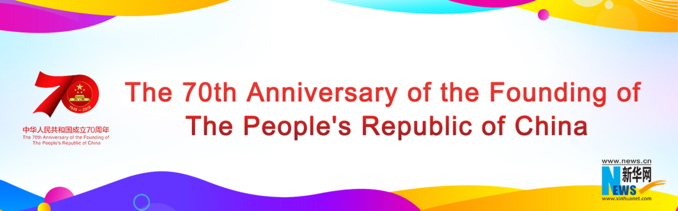 The 70th Anniversary of the Founding of
The People's Republic of China
70
1949-2019
中华人民共和国成立70周年
The 70th Anniversary of the Founding of
The People's Republic of China
www.news.cn
新华网
NEWS
www.xinhuanet.com